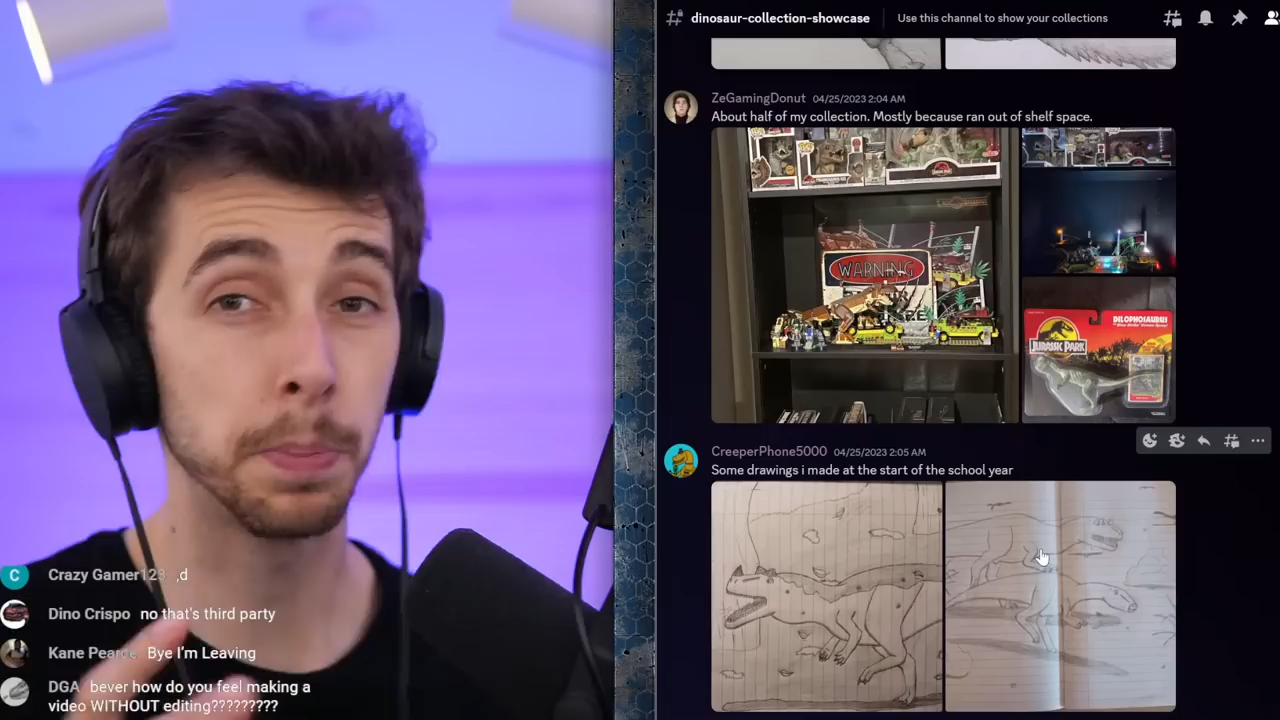 dinosaur-collection-showcase
Use this channel to show your collections
ZeGamingDonut 04/25/2023 2:04 AM
About half of my collection. Mostly because ran out of shelf space.
WARNING
DILOPHOSAURUS
JURASSIC PARK
CreeperPhone5000 04/25/2023 2:05 AM
Some drawings i made at the start of the school year
C Crazy Gamer123 ,d
Dino Crispo no that's third party
Kane Pearce Bye I'm Leaving
DGA bever how do you feel making a
video WITHOUT editing?????????